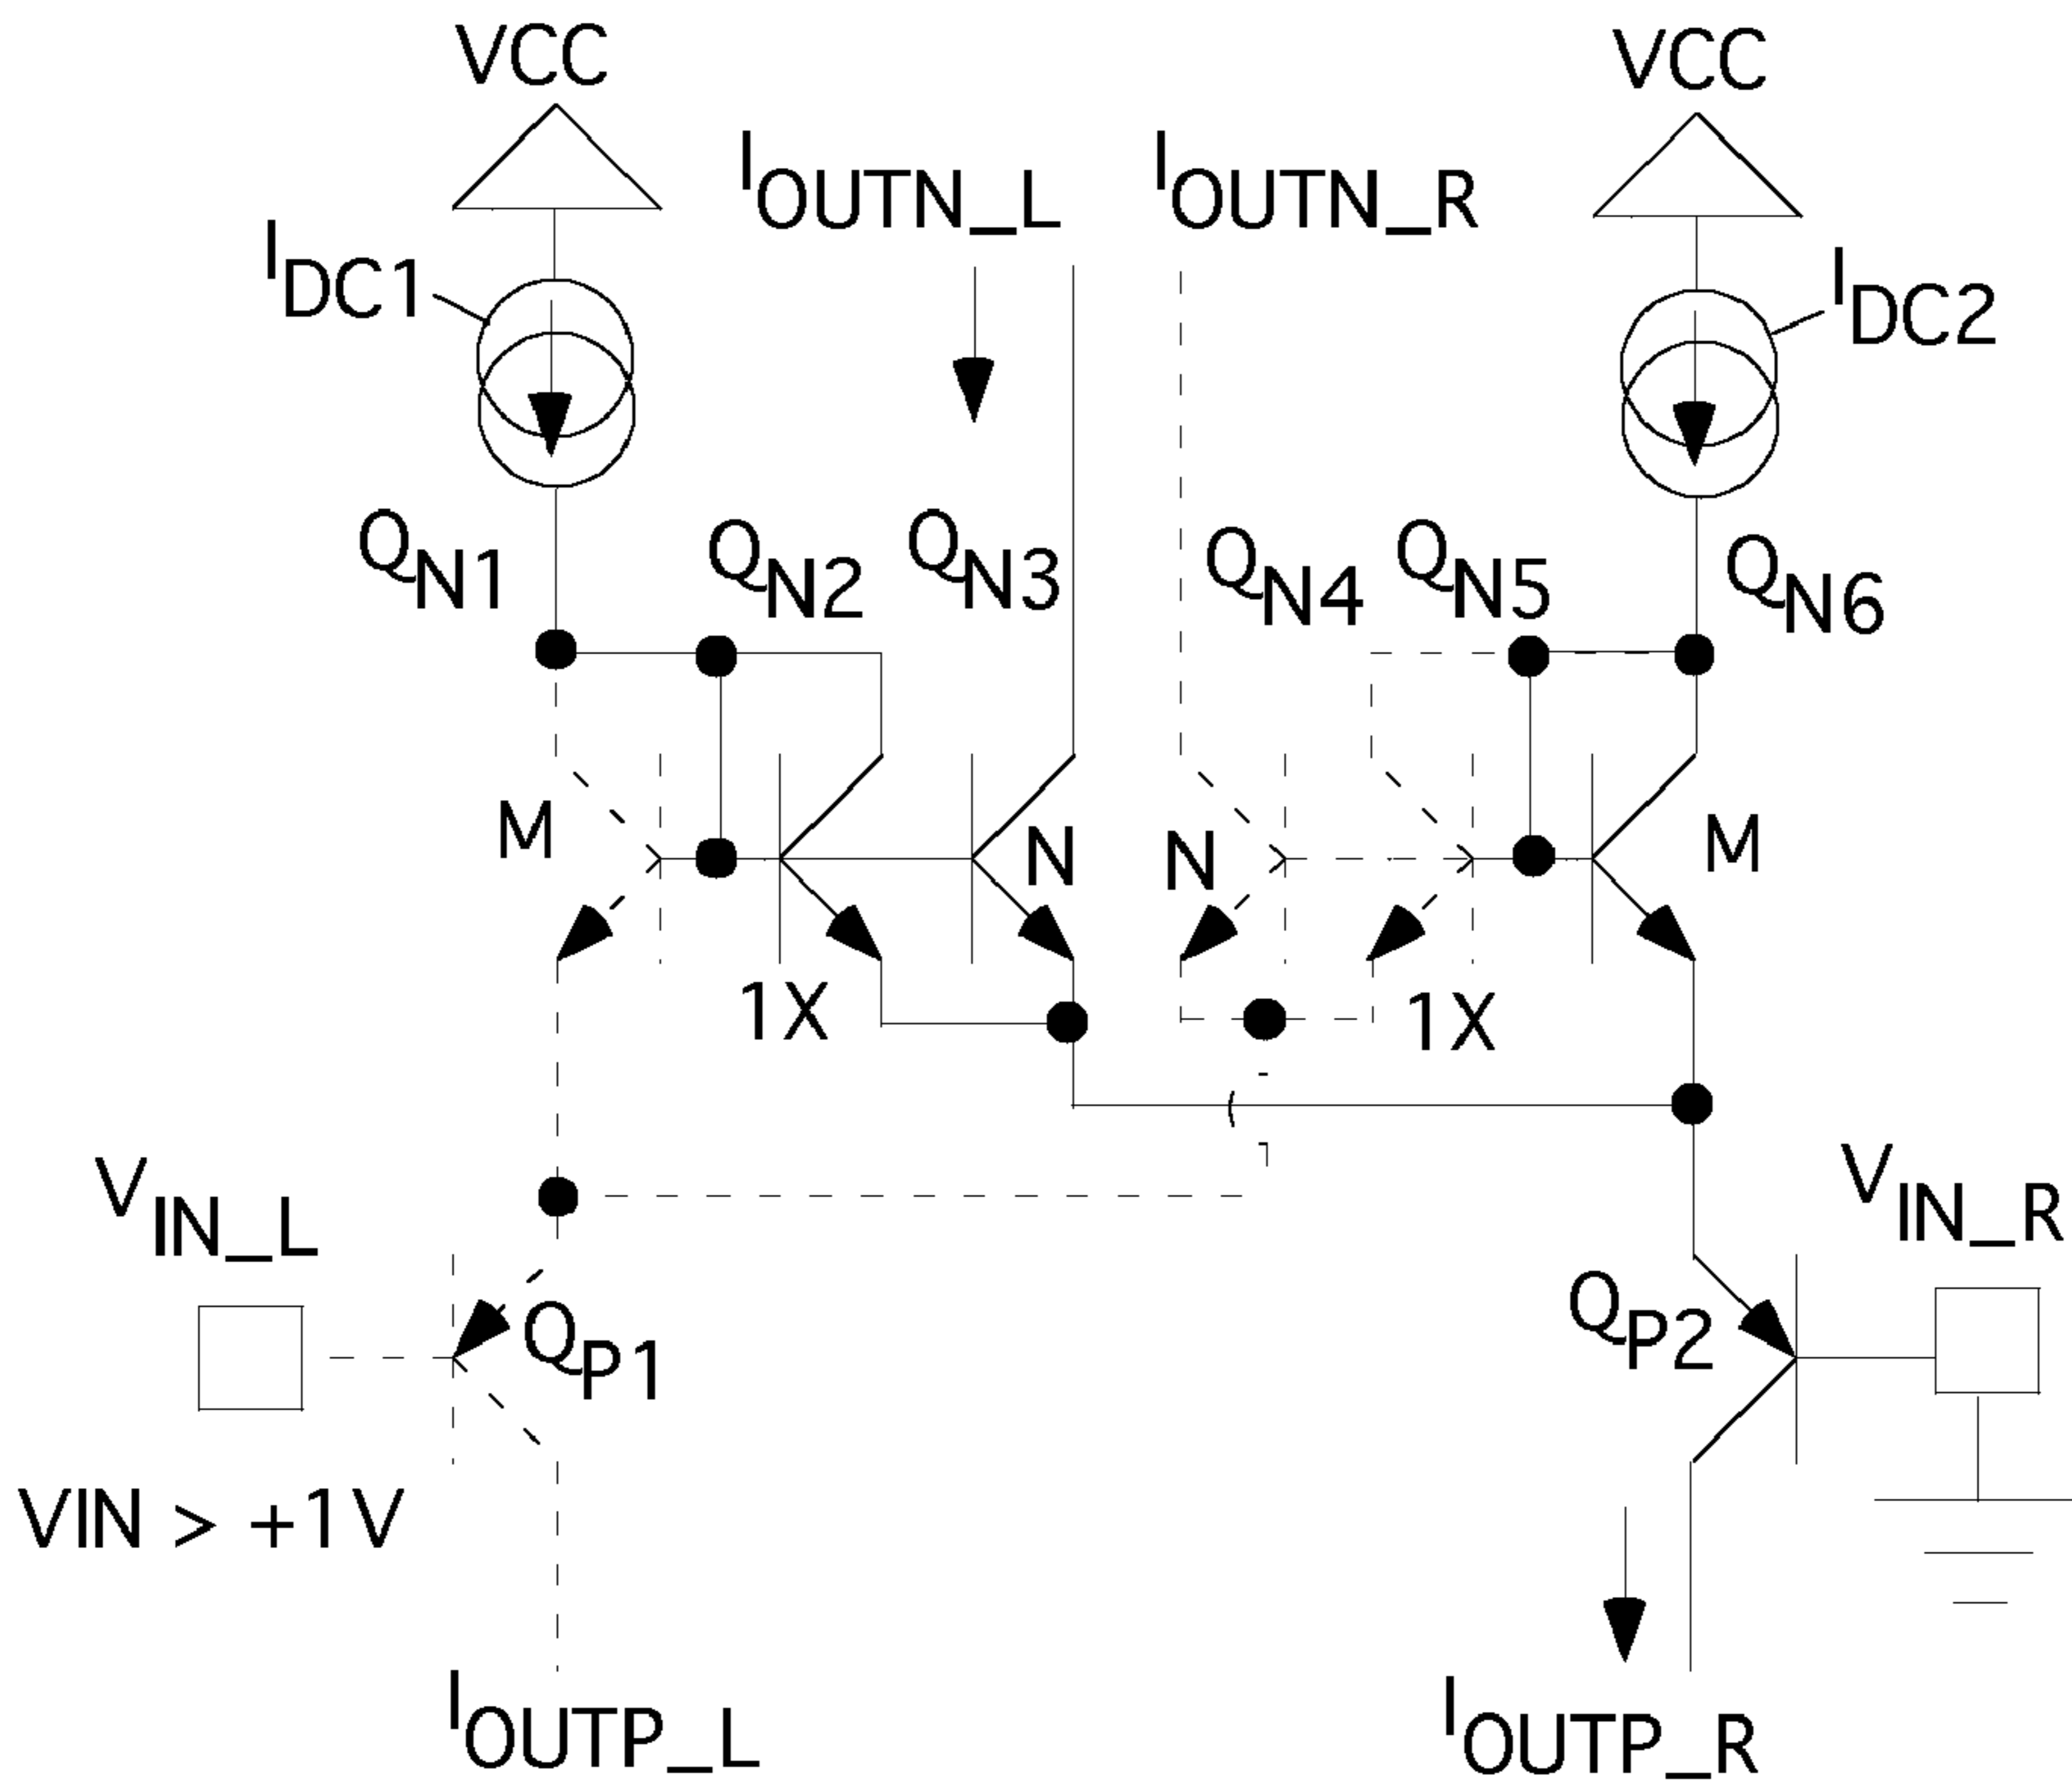 VCC VCC
IOUTN_L IOUTN_R
IDC1 IDC2
QN1 QN2 QN3 QN4 QN5 QN6
M N N M
1X 1X
VIN_L VIN_R
QP1 QP2
VIN > +1V
IOUTP_L IOUTP_R